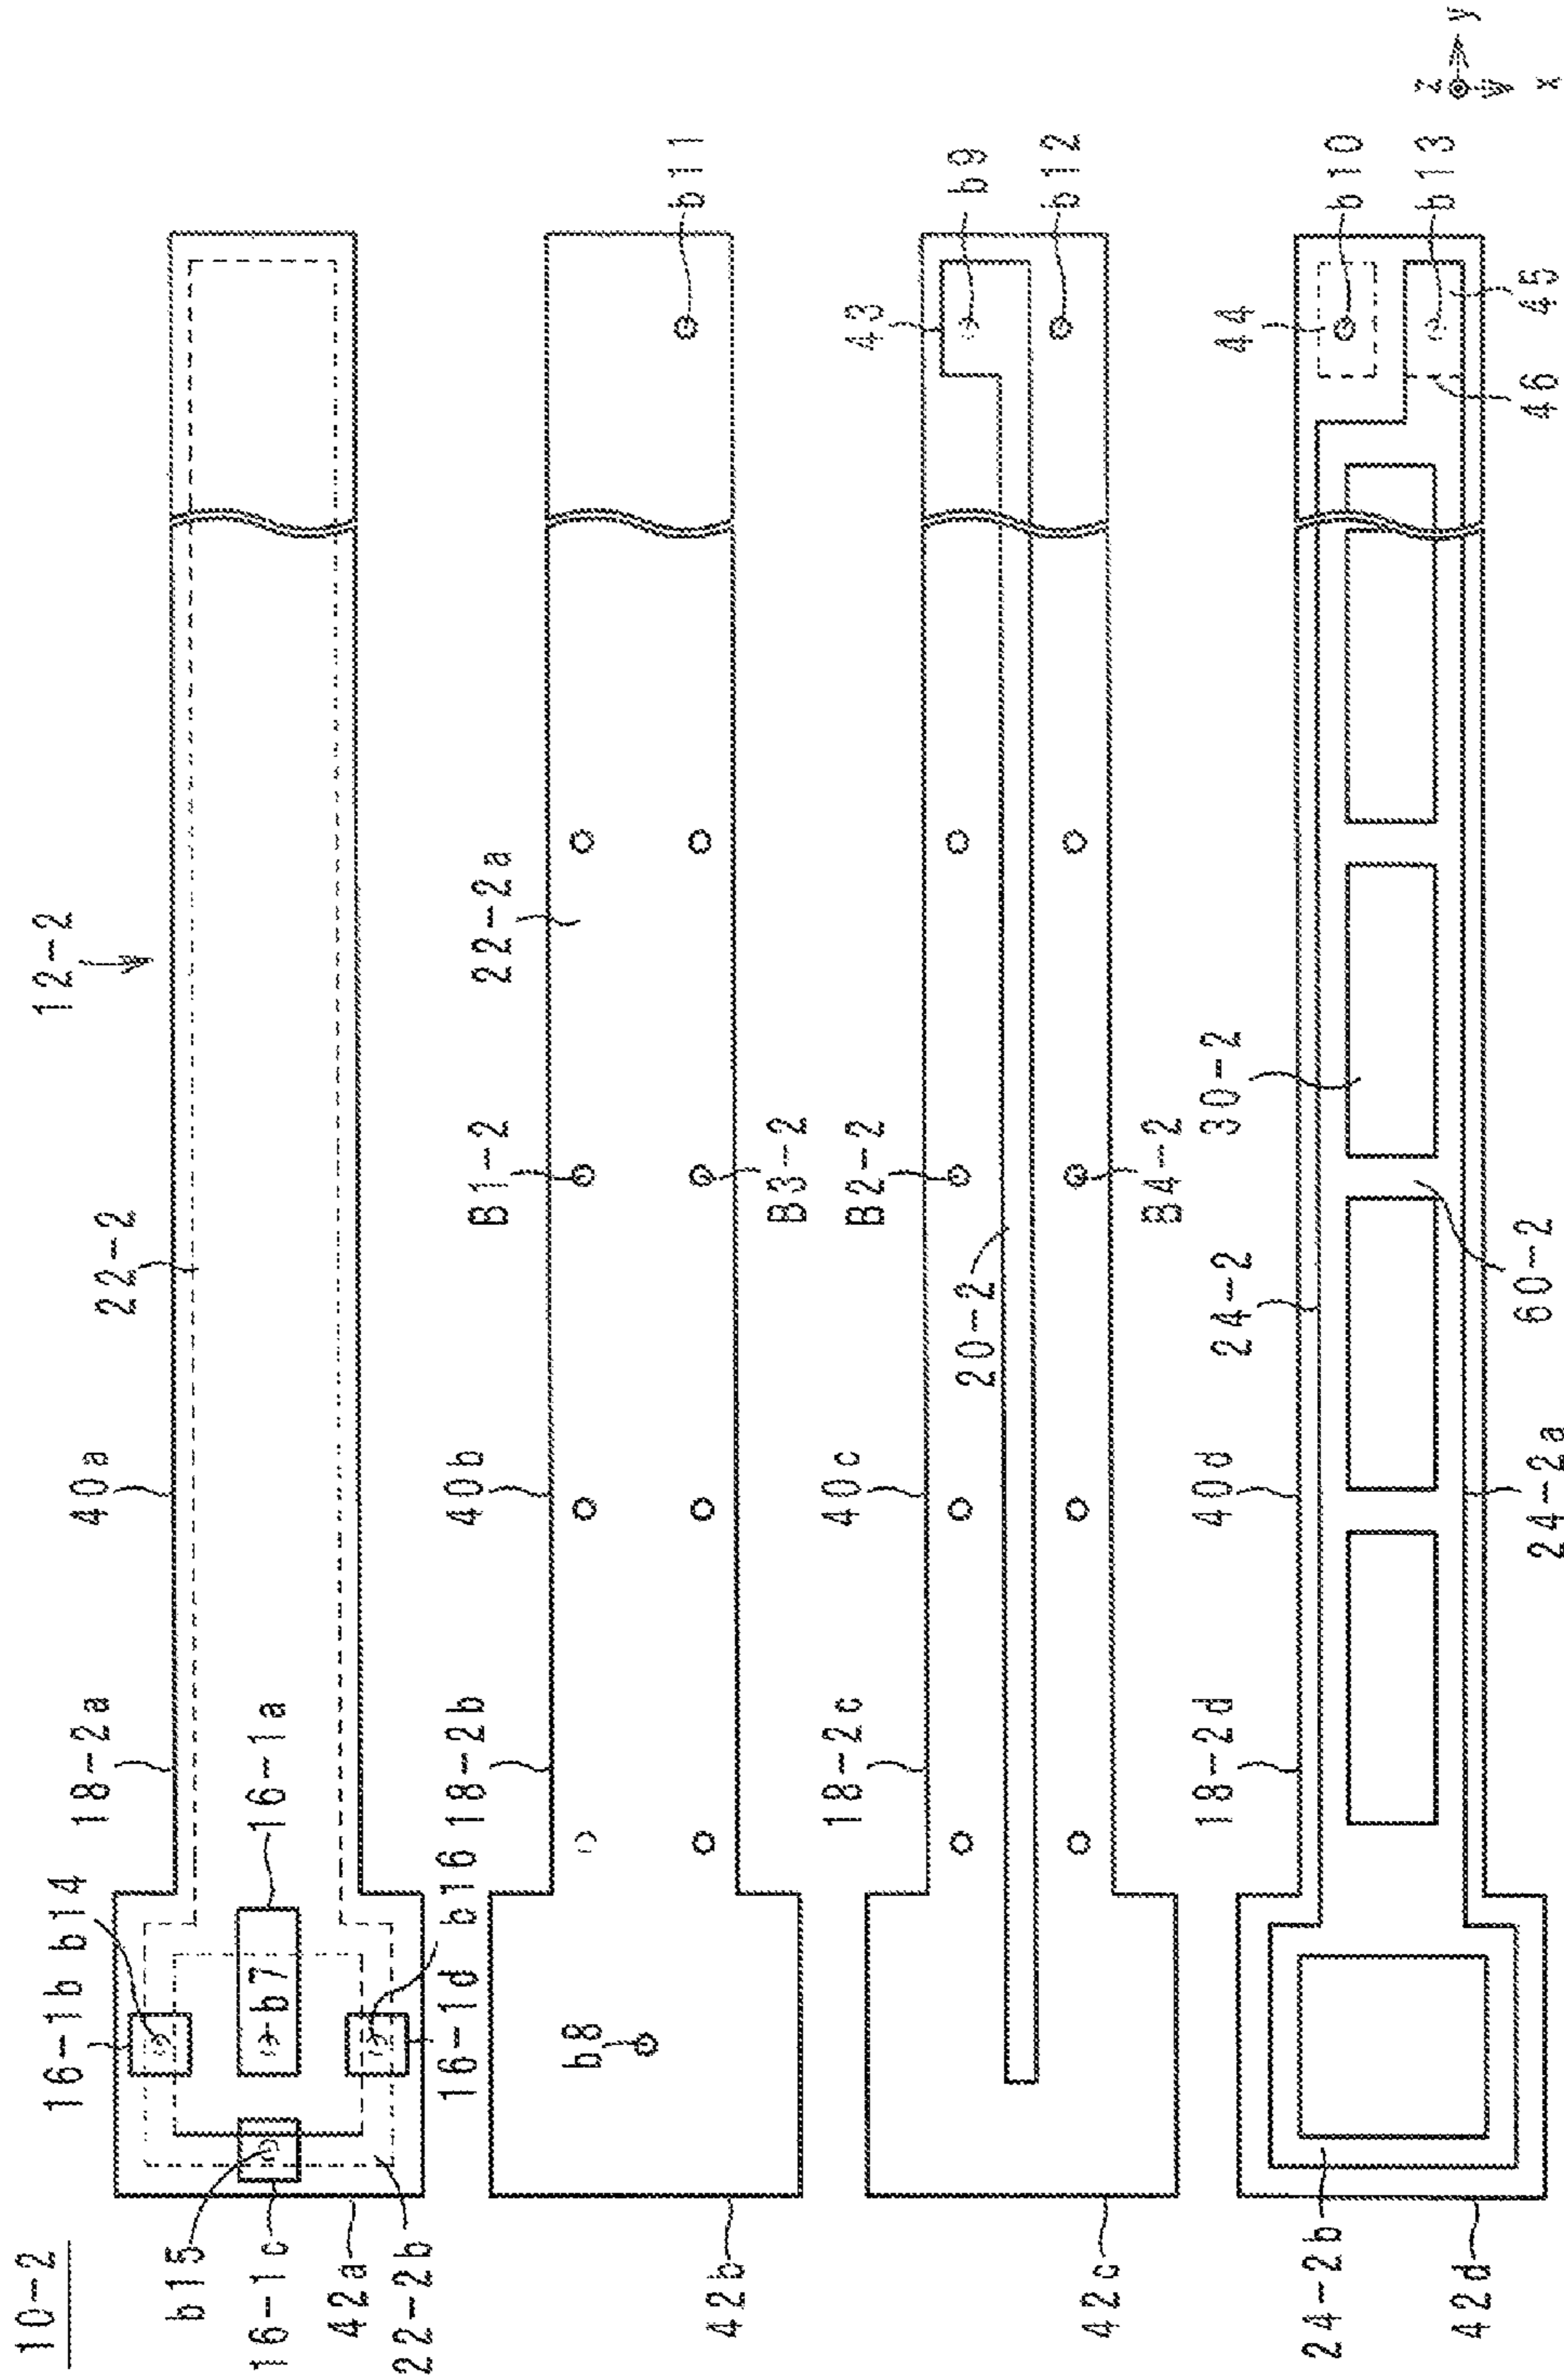 10-2
12-2
18-2a
40a
22-2
16-1b
b14
16-1a
b7
b15
16-1c
42a
22-2b
16-1d
b16
18-2b
40b
B1-2
22-2a
b11
b8
B3-2
42b
18-2c
40c
B2-2
43
b9
20-2
b12
B4-2
42c
18-2d
40d
24-2
30-2
44
b10
b13
45
46
60-2
24-2a
24-2b
42d
z
y
x